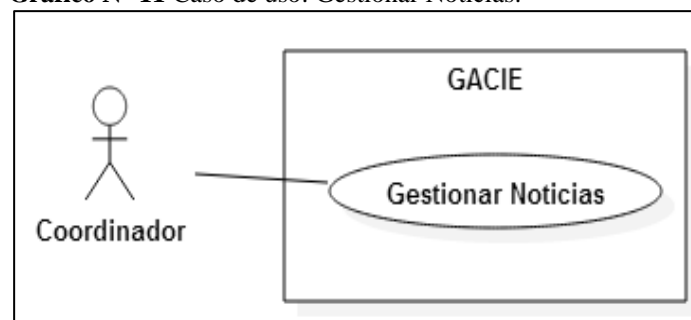 Gráfico N° 11 Caso de uso: Gestionar Noticias.
GACIE
Gestionar Noticias
Coordinador